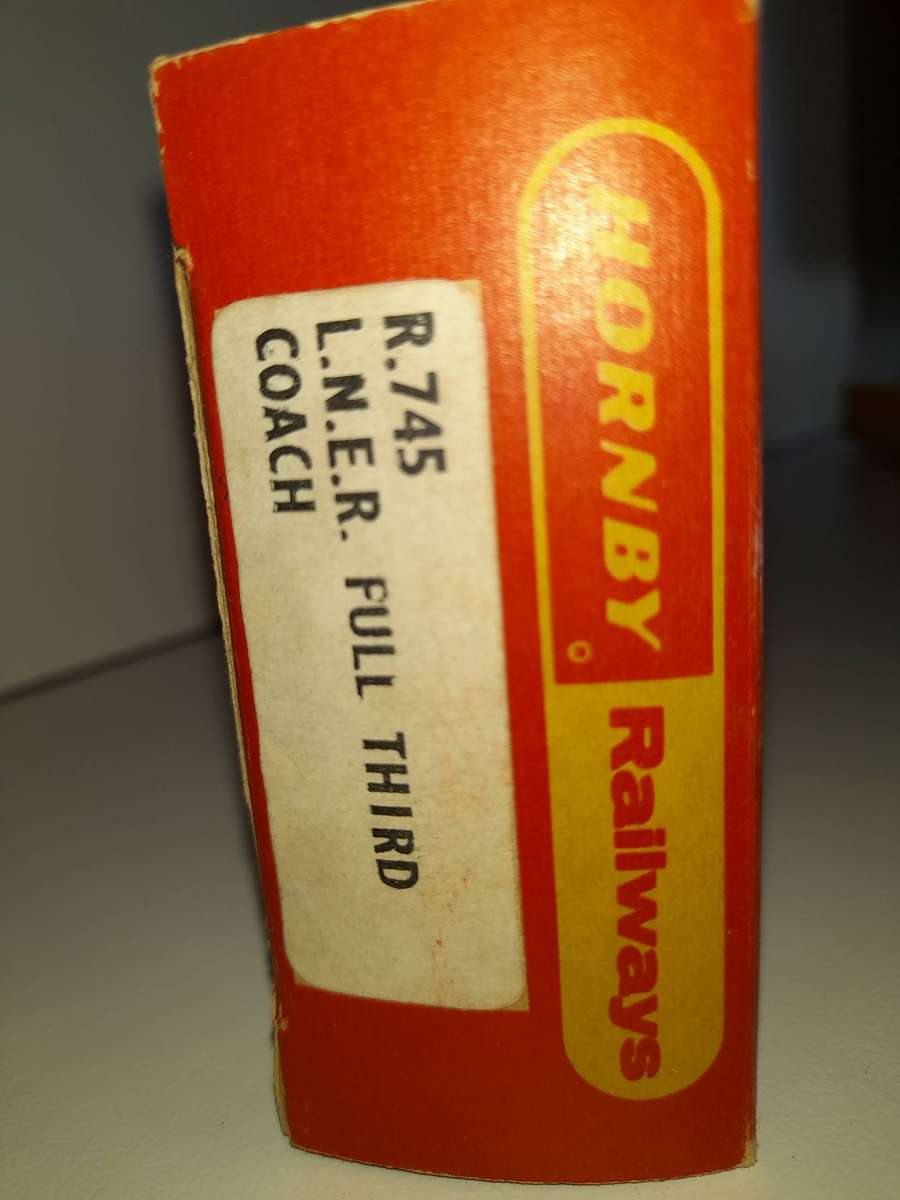 HORNBY Railways
R.745
L.N.E.R. FULL THIRD
COACH